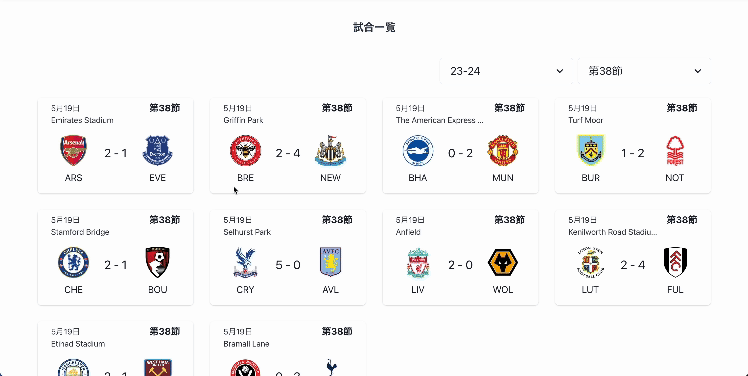 試合一覧
23-24
第38節
5月19日 第38節
Emirates Stadium
2 - 1
ARS EVE
5月19日 第38節
Griffin Park
2 - 4
BRE NEW
5月19日 第38節
The American Express ...
0 - 2
BHA MUN
5月19日 第38節
Turf Moor
1 - 2
BUR NOT
5月19日 第38節
Stamford Bridge
2 - 1
CHE BOU
5月19日 第38節
Selhurst Park
5 - 0
CRY AVL
5月19日 第38節
Anfield
2 - 0
LIV WOL
5月19日 第38節
Kenilworth Road Stadiu...
2 - 4
LUT FUL
5月19日 第38節
Etihad Stadium
5月19日 第38節
Bramall Lane